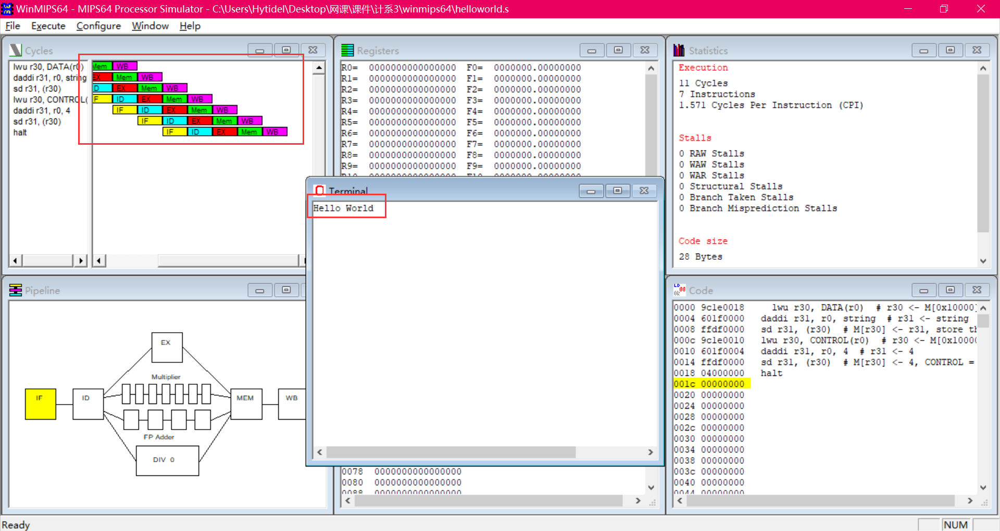 WinMIPS64 - MIPS64 Processor Simulator - C:\Users\Hytidel\Desktop\网课\课件\计系3\winmips64\helloworld.s
File Execute Configure Window Help
Cycles
lwu r30, DATA(r0)
daddi r31, r0, string
sd r31, (r30)
lwu r30, CONTROL(
daddi r31, r0, 4
sd r31, (r30)
halt
Mem WB
EX Mem WB
ID EX Mem WB
IF ID EX Mem WB
IF ID EX Mem WB
IF ID EX Mem WB
IF ID EX Mem WB
Registers
R0= 0000000000000000 F0= 0000000.00000000
R1= 0000000000000000 F1= 0000000.00000000
R2= 0000000000000000 F2= 0000000.00000000
R3= 0000000000000000 F3= 0000000.00000000
R4= 0000000000000000 F4= 0000000.00000000
R5= 0000000000000000 F5= 0000000.00000000
R6= 0000000000000000 F6= 0000000.00000000
R7= 0000000000000000 F7= 0000000.00000000
R8= 0000000000000000 F8= 0000000.00000000
R9= 0000000000000000 F9= 0000000.00000000
Statistics
Execution
11 Cycles
7 Instructions
1.571 Cycles Per Instruction (CPI)
Stalls
0 RAW Stalls
0 WAW Stalls
0 WAR Stalls
0 Structural Stalls
0 Branch Taken Stalls
0 Branch Misprediction Stalls
Code size
28 Bytes
Terminal
Hello World
Pipeline
EX
Multiplier
IF ID MEM WB
FP Adder
DIV 0
0078 0000000000000000
0080 0000000000000000
0088 0000000000000000
Code
0000 9c1e0018 lwu r30, DATA(r0) # r30 <- M[0x10000]
0004 601f0000 daddi r31, r0, string # r31 <- string
0008 ffdf0000 sd r31, (r30) # M[r30] <- r31, store th
000c 9c1e0010 lwu r30, CONTROL(r0) # r30 <- M[0x1000
0010 601f0004 daddi r31, r0, 4 # r31 <- 4
0014 ffdf0000 sd r31, (r30) # M[r30] <- 4, CONTROL =
0018 04000000 halt
001c 00000000
0020 00000000
0024 00000000
0028 00000000
002c 00000000
0030 00000000
0034 00000000
0038 00000000
003c 00000000
0040 00000000
0044 00000000
Ready
NUM